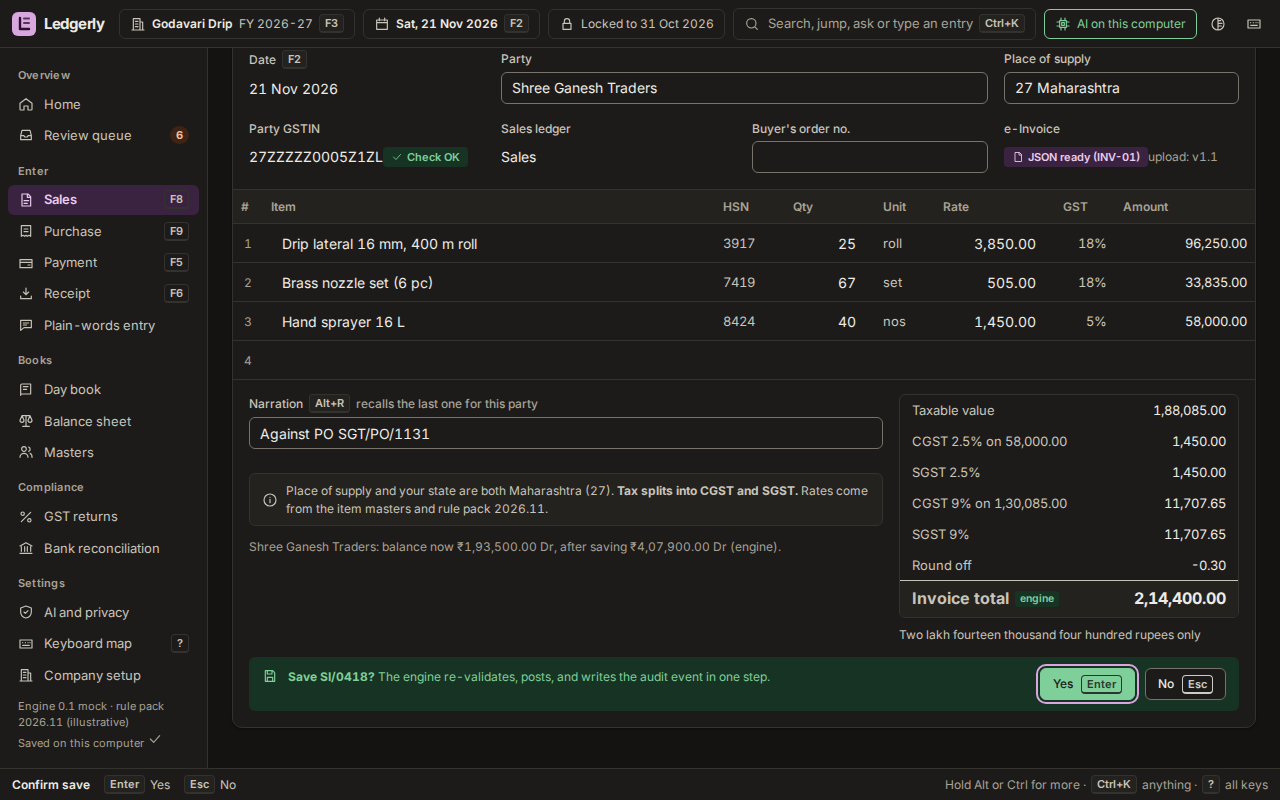 Ledgerly
Godavari Drip FY 2026-27 F3
Sat, 21 Nov 2026 F2
Locked to 31 Oct 2026
Search, jump, ask or type an entry Ctrl+K
AI on this computer
Overview
Home
Review queue 6
Enter
Sales F8
Purchase F9
Payment F5
Receipt F6
Plain-words entry
Books
Day book
Balance sheet
Masters
Compliance
GST returns
Bank reconciliation
Settings
AI and privacy
Keyboard map ?
Company setup
Engine 0.1 mock · rule pack
2026.11 (illustrative)
Saved on this computer
Date F2
21 Nov 2026
Party
Shree Ganesh Traders
Place of supply
27 Maharashtra
Party GSTIN
27ZZZZZ0005Z1ZL Check OK
Sales ledger
Sales
Buyer's order no.
e-Invoice
JSON ready (INV-01) upload: v1.1
# Item HSN Qty Unit Rate GST Amount
1 Drip lateral 16 mm, 400 m roll 3917 25 roll 3,850.00 18% 96,250.00
2 Brass nozzle set (6 pc) 7419 67 set 505.00 18% 33,835.00
3 Hand sprayer 16 L 8424 40 nos 1,450.00 5% 58,000.00
4
Narration Alt+R recalls the last one for this party
Against PO SGT/PO/1131
Place of supply and your state are both Maharashtra (27). Tax splits into CGST and SGST. Rates come
from the item masters and rule pack 2026.11.
Shree Ganesh Traders: balance now ₹1,93,500.00 Dr, after saving ₹4,07,900.00 Dr (engine).
Taxable value 1,88,085.00
CGST 2.5% on 58,000.00 1,450.00
SGST 2.5% 1,450.00
CGST 9% on 1,30,085.00 11,707.65
SGST 9% 11,707.65
Round off -0.30
Invoice total engine 2,14,400.00
Two lakh fourteen thousand four hundred rupees only
Save SI/0418? The engine re-validates, posts, and writes the audit event in one step.
Yes Enter
No Esc
Confirm save Enter Yes Esc No
Hold Alt or Ctrl for more · Ctrl+K anything · ? all keys